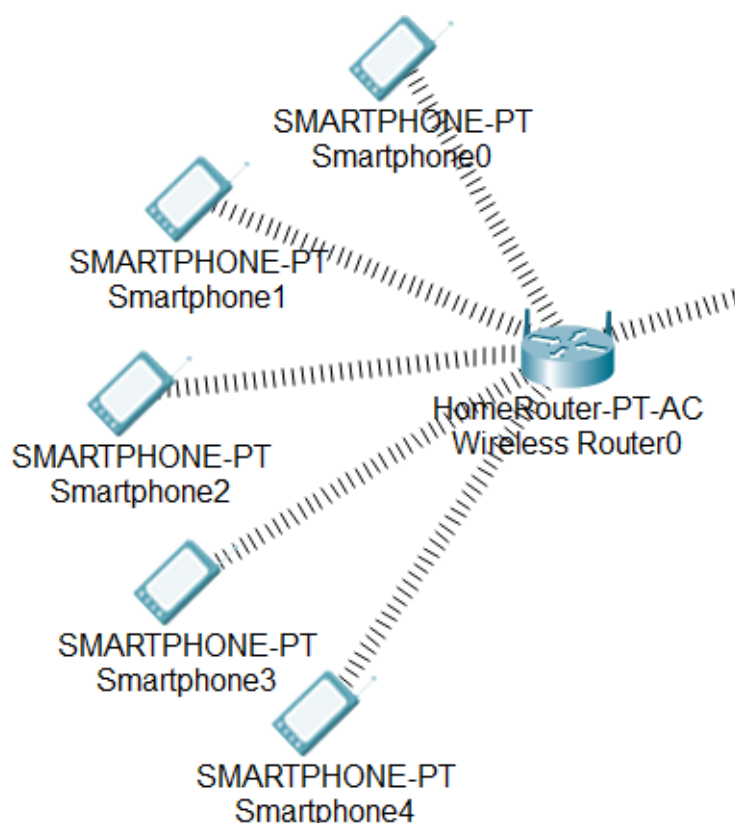 SMARTPHONE-PT
Smartphone0
SMARTPHONE-PT
Smartphone1
HomeRouter-PT-AC
Wireless Router0
SMARTPHONE-PT
Smartphone2
SMARTPHONE-PT
Smartphone3
SMARTPHONE-PT
Smartphone4